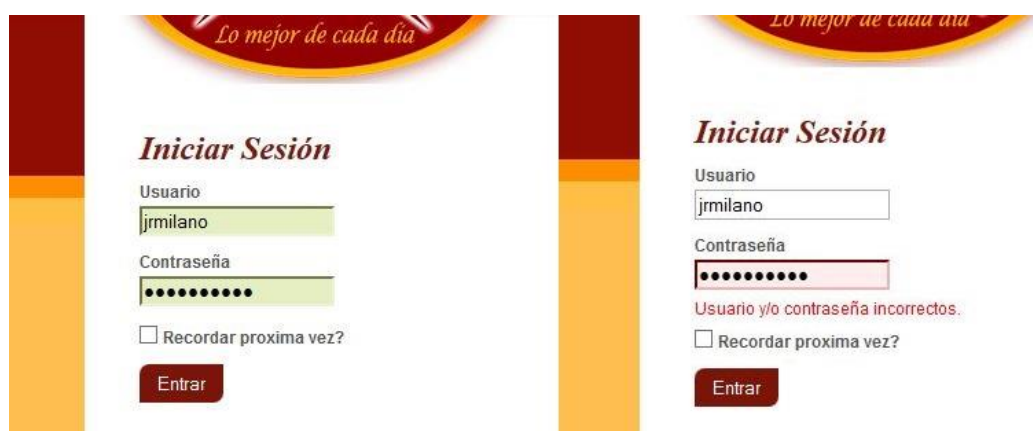 Lo mejor de cada día
Iniciar Sesión
Usuario
jrmilano
Contraseña
••••••••••
Recordar proxima vez?
Entrar
Lo mejor de cada día
Iniciar Sesión
Usuario
jrmilano
Contraseña
••••••••••
Usuario y/o contraseña incorrectos.
Recordar proxima vez?
Entrar